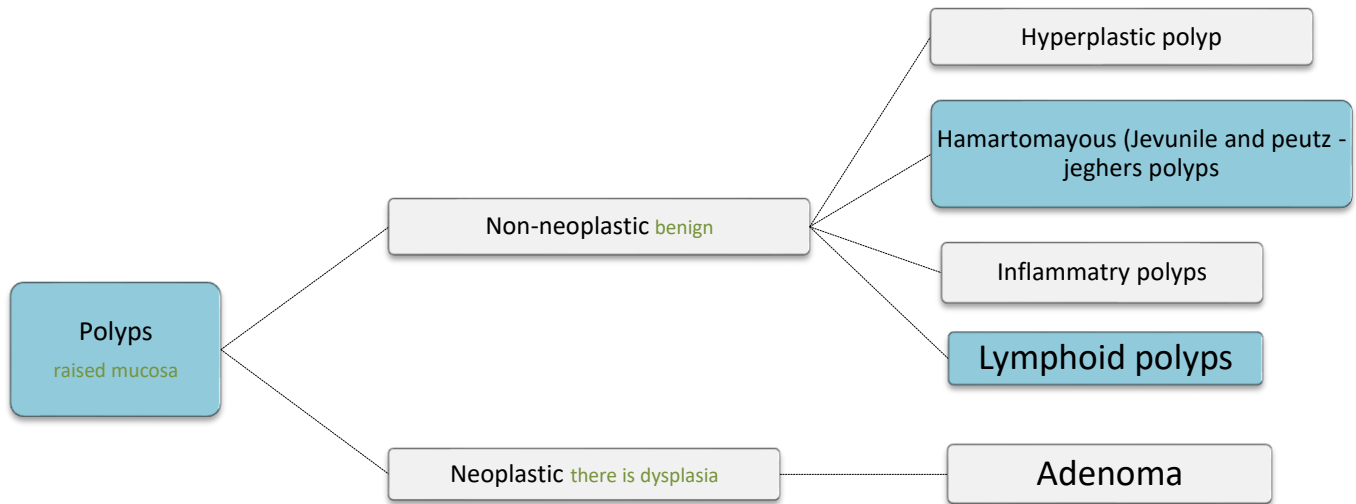 Polyps
raised mucosa
Non-neoplastic benign
Neoplastic there is dysplasia
Hyperplastic polyp
Hamartomayous (Jevunile and peutz -
jeghers polyps
Inflammatry polyps
Lymphoid polyps
Adenoma